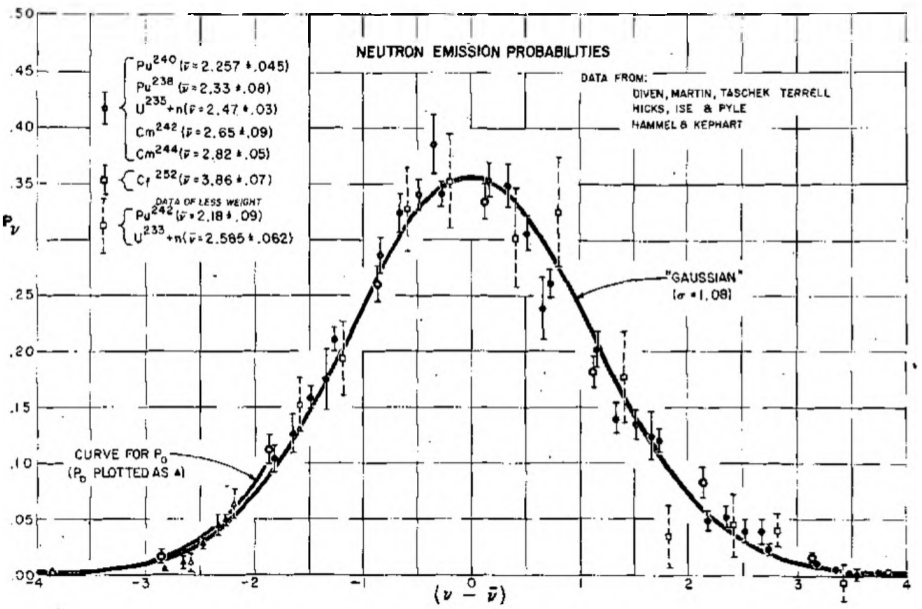 NEUTRON EMISSION PROBABILITIES
Pu240 (ν̄=2.257±.045)
Pu238 (ν̄=2.33±.08)
U235+n(ν̄=2.47±.03)
Cm242 (ν̄=2.65±.09)
Cm244 (ν̄=2.82±.05)
Cf252 (ν̄=3.86±.07)
DATA OF LESS WEIGHT
Pu242 (ν̄=2.18±.09)
U233+n(ν̄=2.585±.062)
DATA FROM:
DIVEN, MARTIN, TASCHEK TERRELL
HICKS, ISE & PYLE
HAMMEL & KEPHART
"GAUSSIAN"
(σ=1.08)
CURVE FOR P0
(P0 PLOTTED AS ▲)
Pν
.50
.45
.40
.35
.30
.25
.20
.15
.10
.05
.00
-4 -3 -2 -1 0 1 2 3 4
(ν - ν̄)